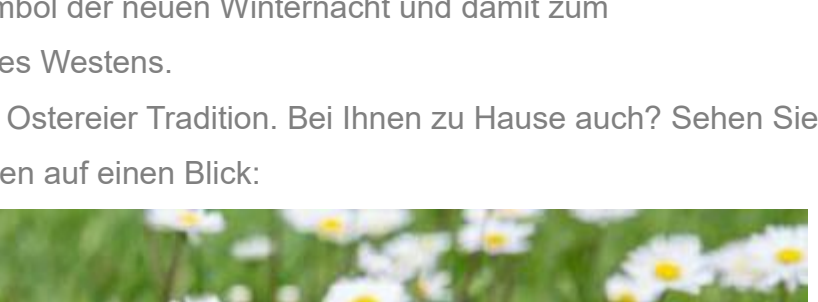 mbol der neuen Winternacht und damit zum
es Westens.
Ostereier Tradition. Bei Ihnen zu Hause auch? Sehen Sie
en auf einen Blick: